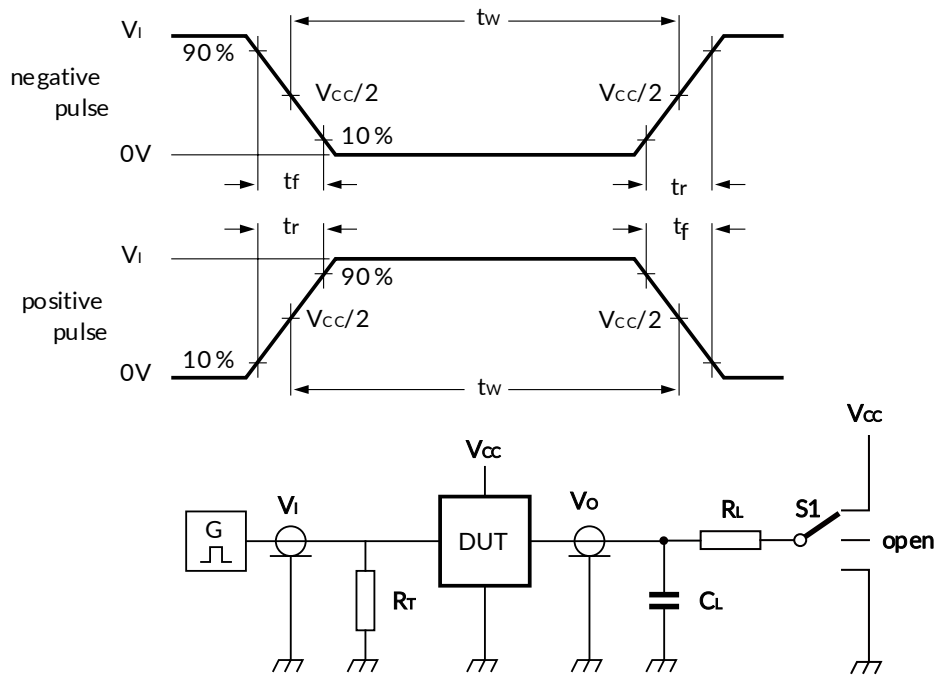 tW
VI
90 %
negative
pulse
VCC/2
VCC/2
10 %
0V
tf
tr
tr
tf
VI
90 %
positive
pulse
VCC/2
VCC/2
10 %
0V
tW
VCC
VCC
VI
VO
RL
S1
G
DUT
open
RT
CL